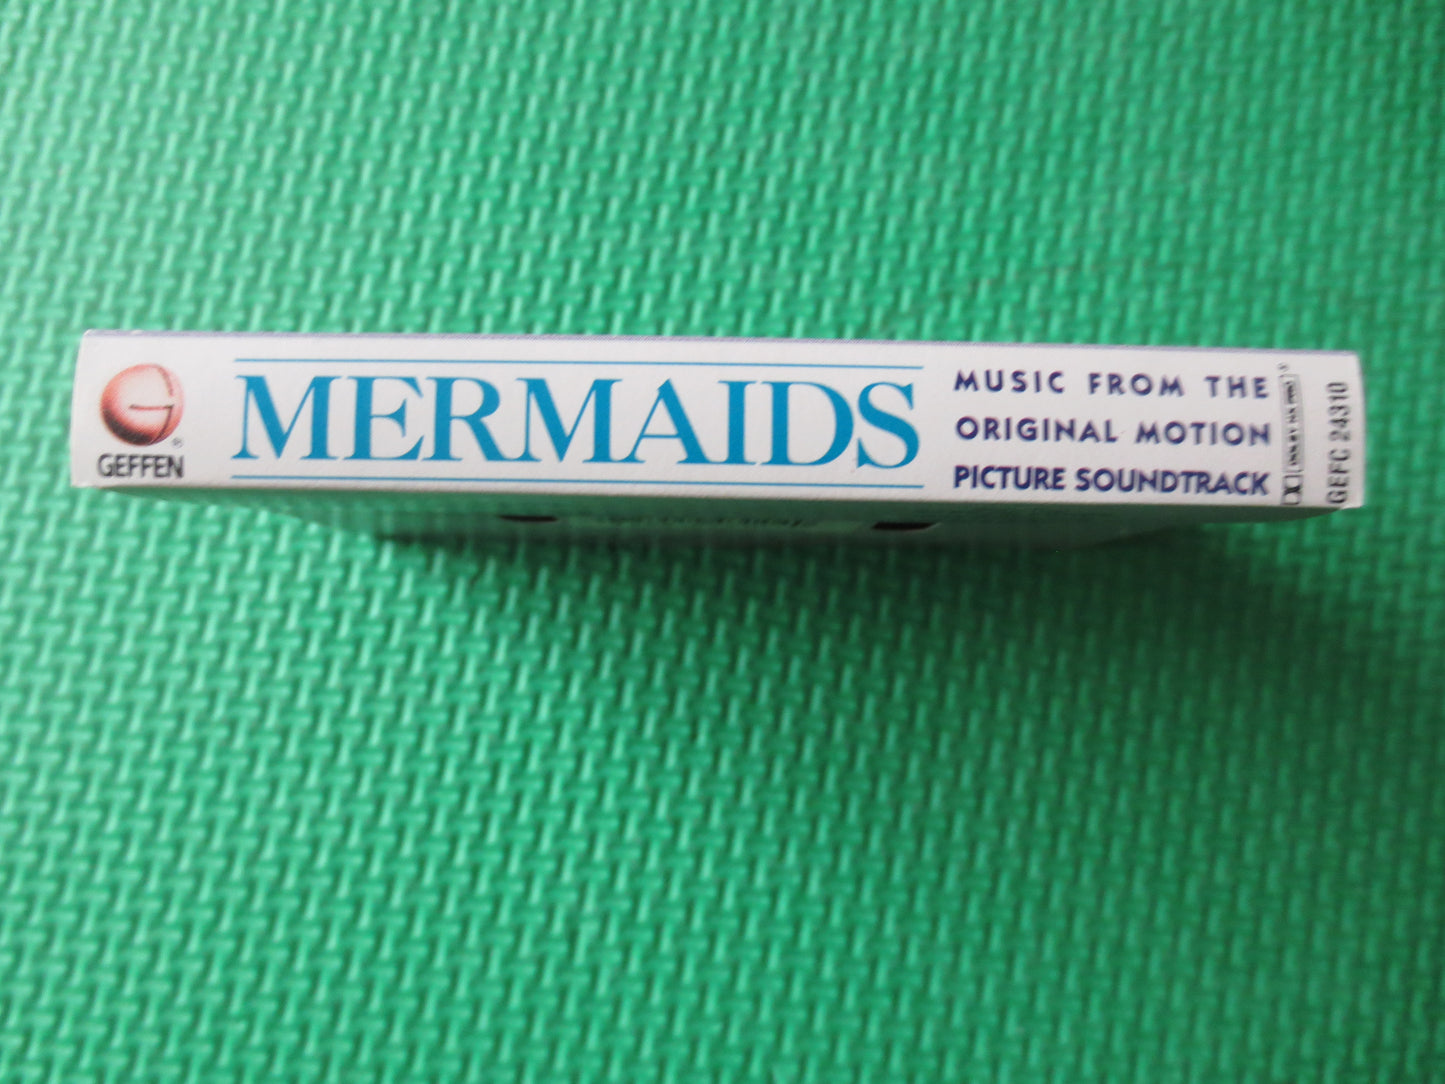 GEFFEN
MERMAIDS
MUSIC FROM THE
ORIGINAL MOTION
PICTURE SOUNDTRACK
GEFC 24310